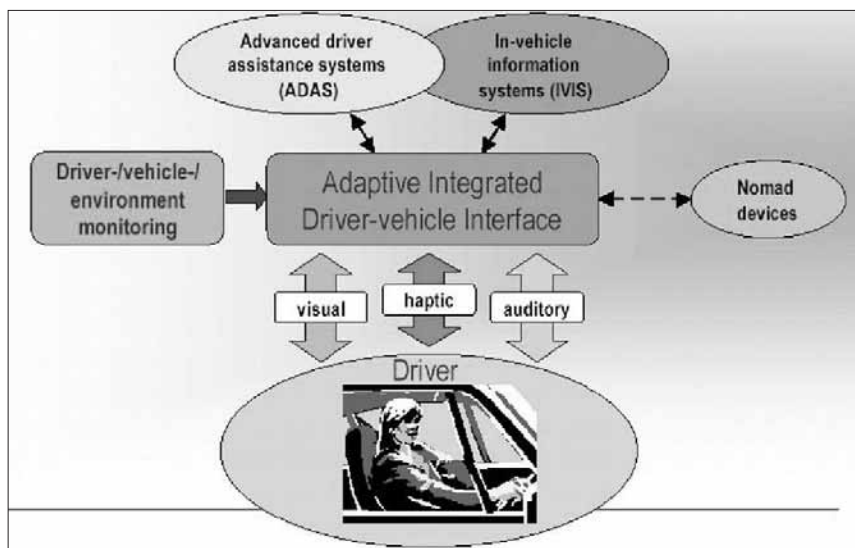 Advanced driver
assistance systems
(ADAS)
In-vehicle
information
systems (IVIS)
Driver-/vehicle-/
environment
monitoring
Adaptive Integrated
Driver-vehicle Interface
Nomad
devices
visual
haptic
auditory
Driver